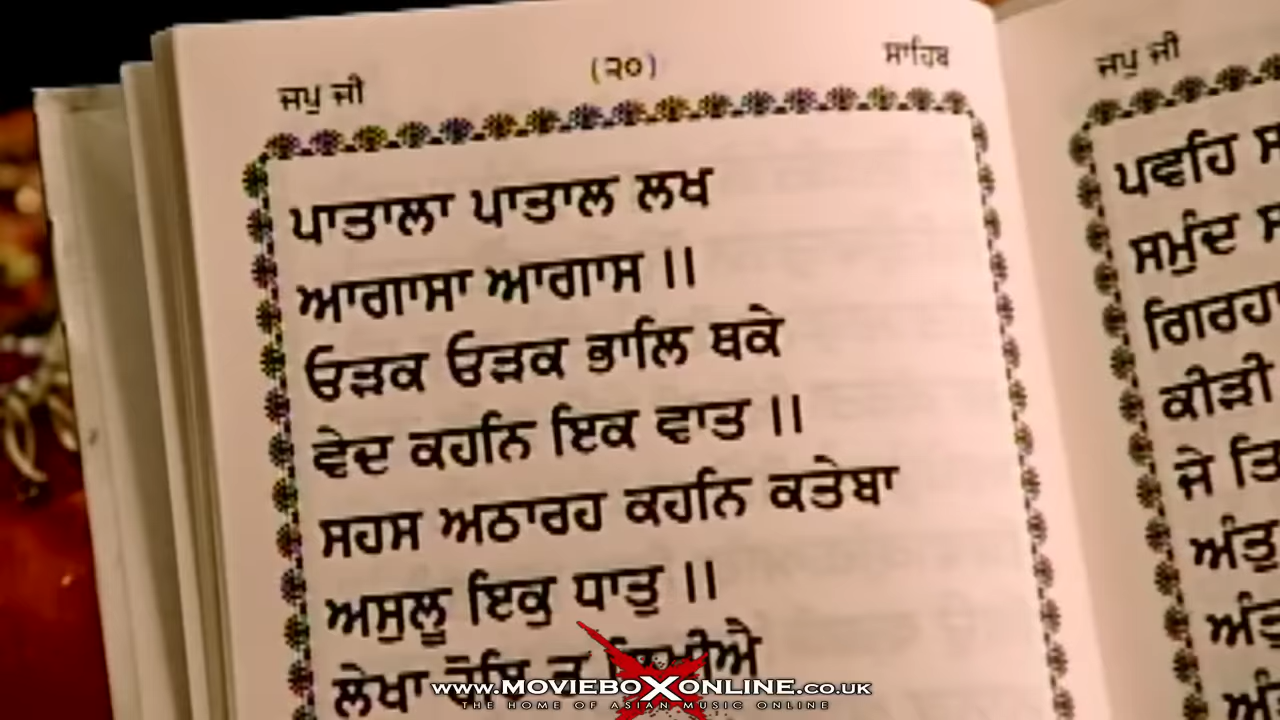 ਜਪੁ ਜੀ (੨੦) ਸਾਹਿਬ
ਪਾਤਾਲਾ ਪਾਤਾਲ ਲਖ
ਆਗਾਸਾ ਆਗਾਸ ॥
ਓੜਕ ਓੜਕ ਭਾਲਿ ਥਕੇ
ਵੇਦ ਕਹਨਿ ਇਕ ਵਾਤ ॥
ਸਹਸ ਅਠਾਰਹ ਕਹਨਿ ਕਤੇਬਾ
ਅਸੁਲੂ ਇਕੁ ਧਾਤੁ ॥
ਲੇਖਾ
ਜਪੁ ਜੀ
ਪਵਹਿ
ਸਮੁੰਦ
ਕੀੜੀ
ਜੇ
WWW.MOVIEBOXONLINE.CO.UK
THE HOME OF ASIAN MUSIC ONLINE